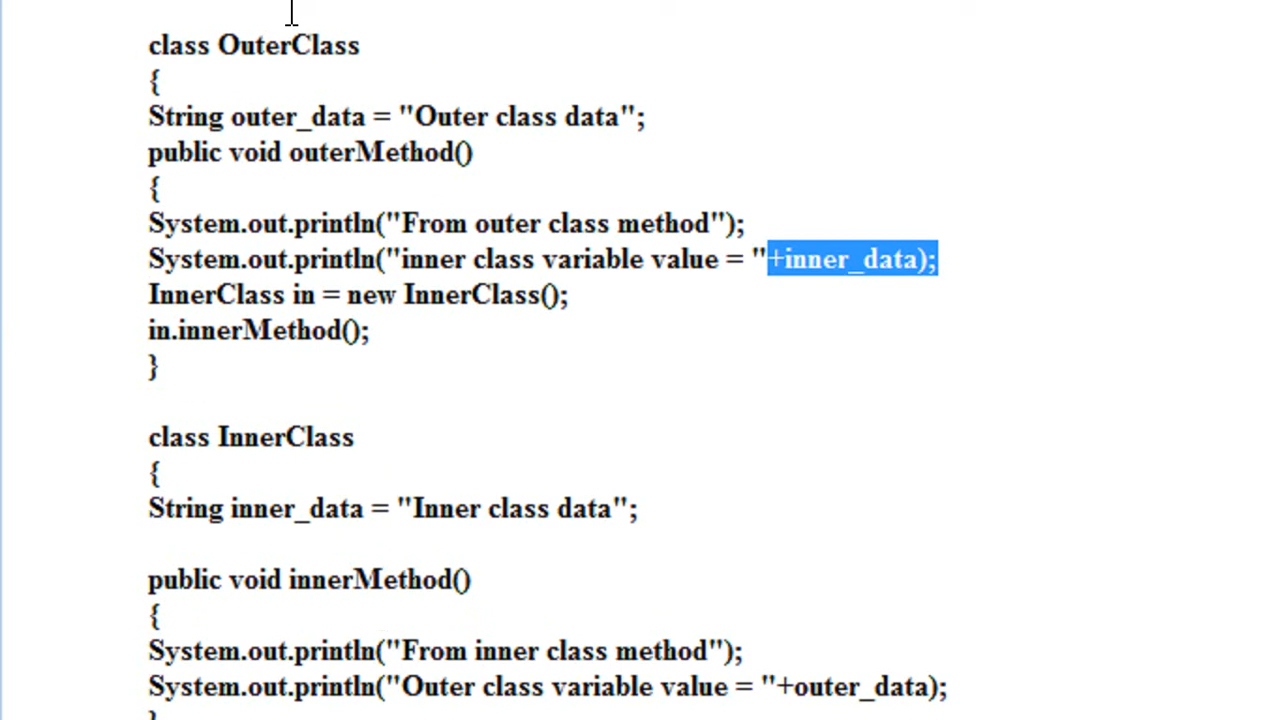 class OuterClass
{
String outer_data = "Outer class data";
public void outerMethod()
{
System.out.println("From outer class method");
System.out.println("inner class variable value = "+inner_data);
InnerClass in = new InnerClass();
in.innerMethod();
}
class InnerClass
{
String inner_data = "Inner class data";
public void innerMethod()
{
System.out.println("From inner class method");
System.out.println("Outer class variable value = "+outer_data);
}